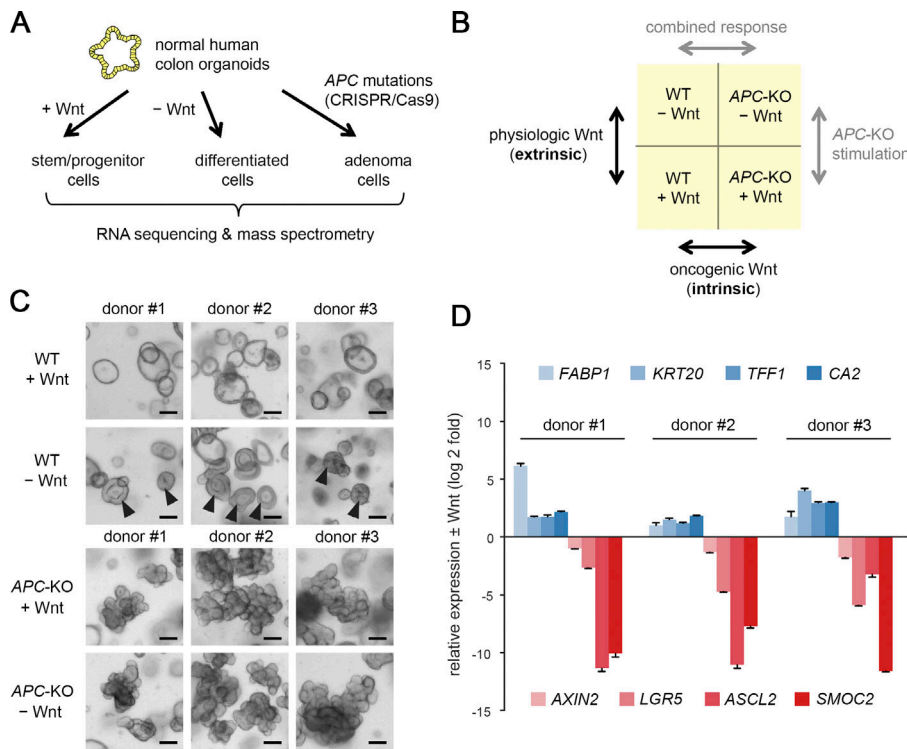 A
normal human
colon organoids
APC mutations
(CRISPR/Cas9)
+ Wnt
– Wnt
stem/progenitor
cells
differentiated
cells
adenoma
cells
RNA sequencing & mass spectrometry
B
combined response
WT
– Wnt
APC-KO
– Wnt
physiologic Wnt
(extrinsic)
APC-KO
stimulation
WT
+ Wnt
APC-KO
+ Wnt
oncogenic Wnt
(intrinsic)
C
donor #1 donor #2 donor #3
WT
+ Wnt
WT
– Wnt
donor #1 donor #2 donor #3
APC-KO
+ Wnt
APC-KO
– Wnt
D
relative expression ± Wnt (log 2 fold)
15
10
5
0
-5
-10
-15
FABP1 KRT20 TFF1 CA2
donor #1 donor #2 donor #3
AXIN2 LGR5 ASCL2 SMOC2